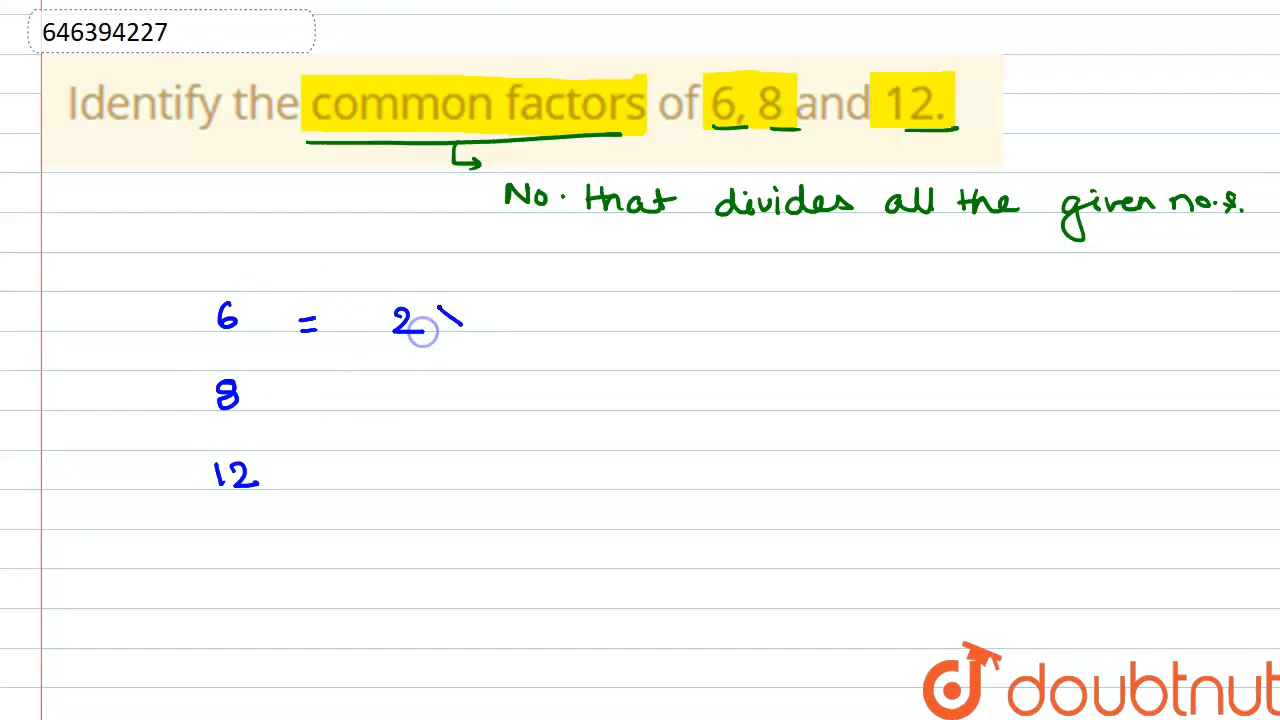 646394227
Identify the common factors of 6, 8 and 12.
No. that divides all the given no.s.
6 = 2
8
12
doubtnut